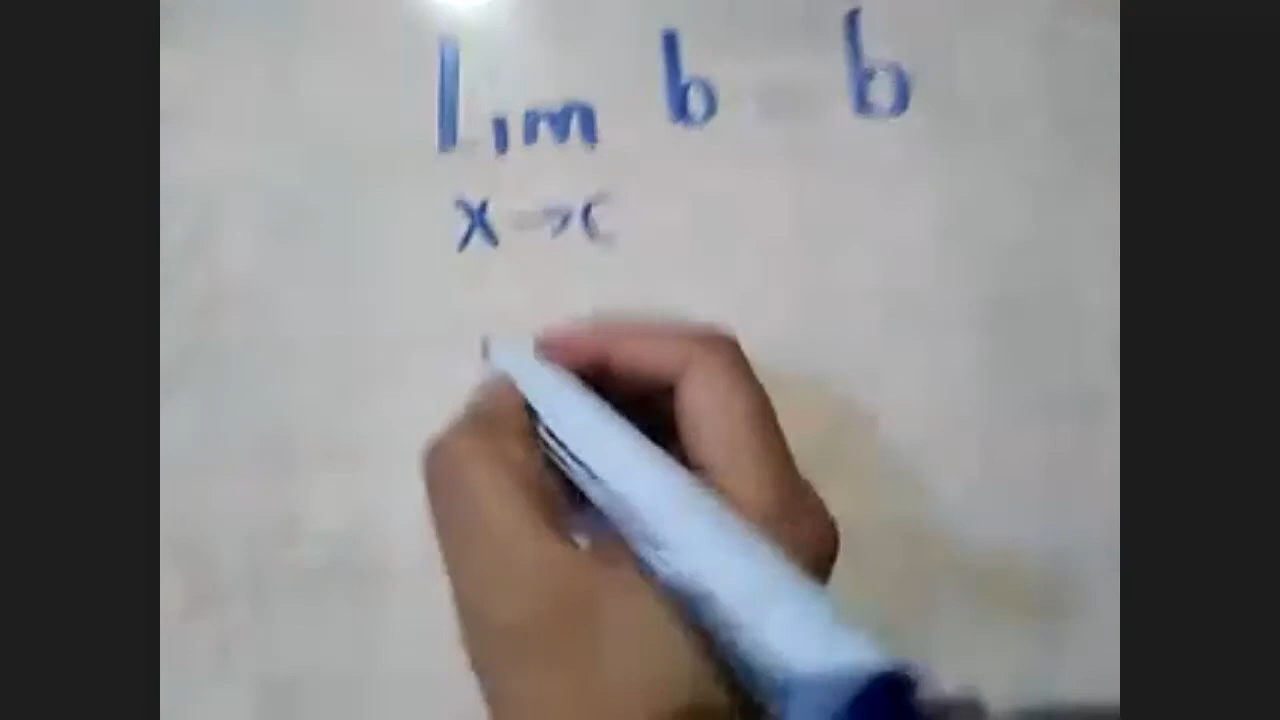 lim b = b
x→c